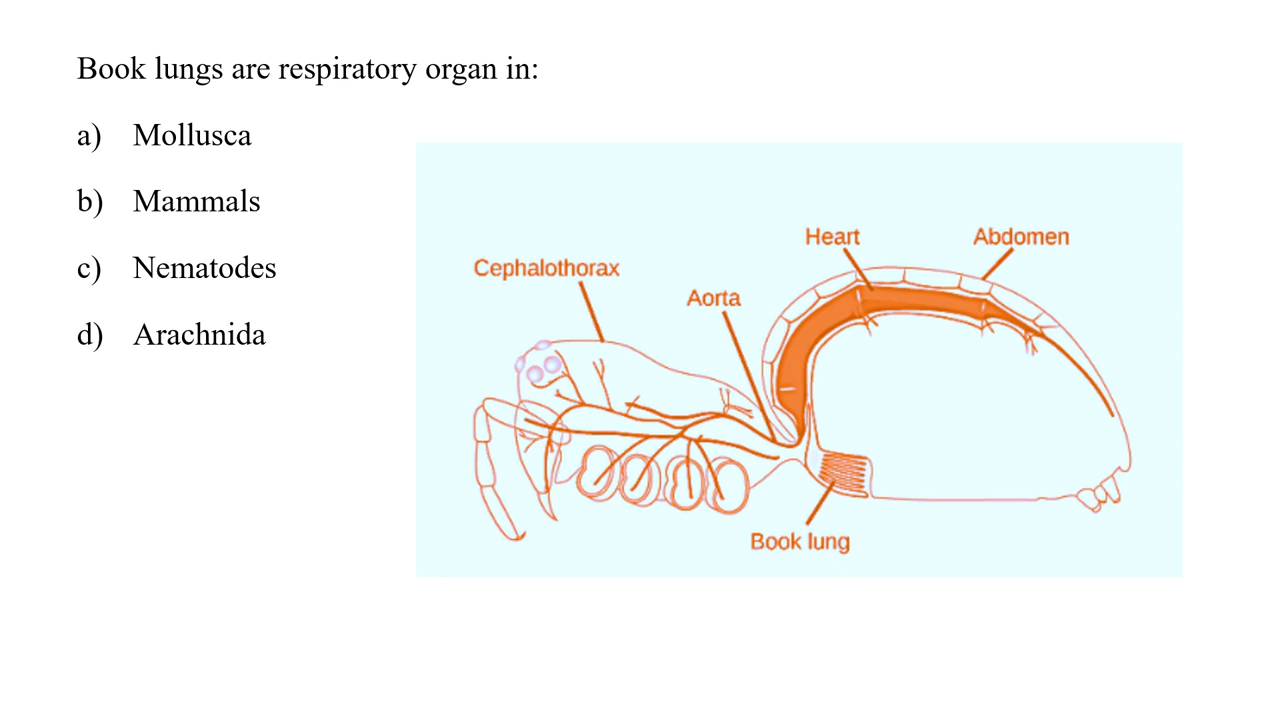 Book lungs are respiratory organ in:
a) Mollusca
b) Mammals
c) Nematodes
d) Arachnida
Heart
Abdomen
Cephalothorax
Aorta
Book lung